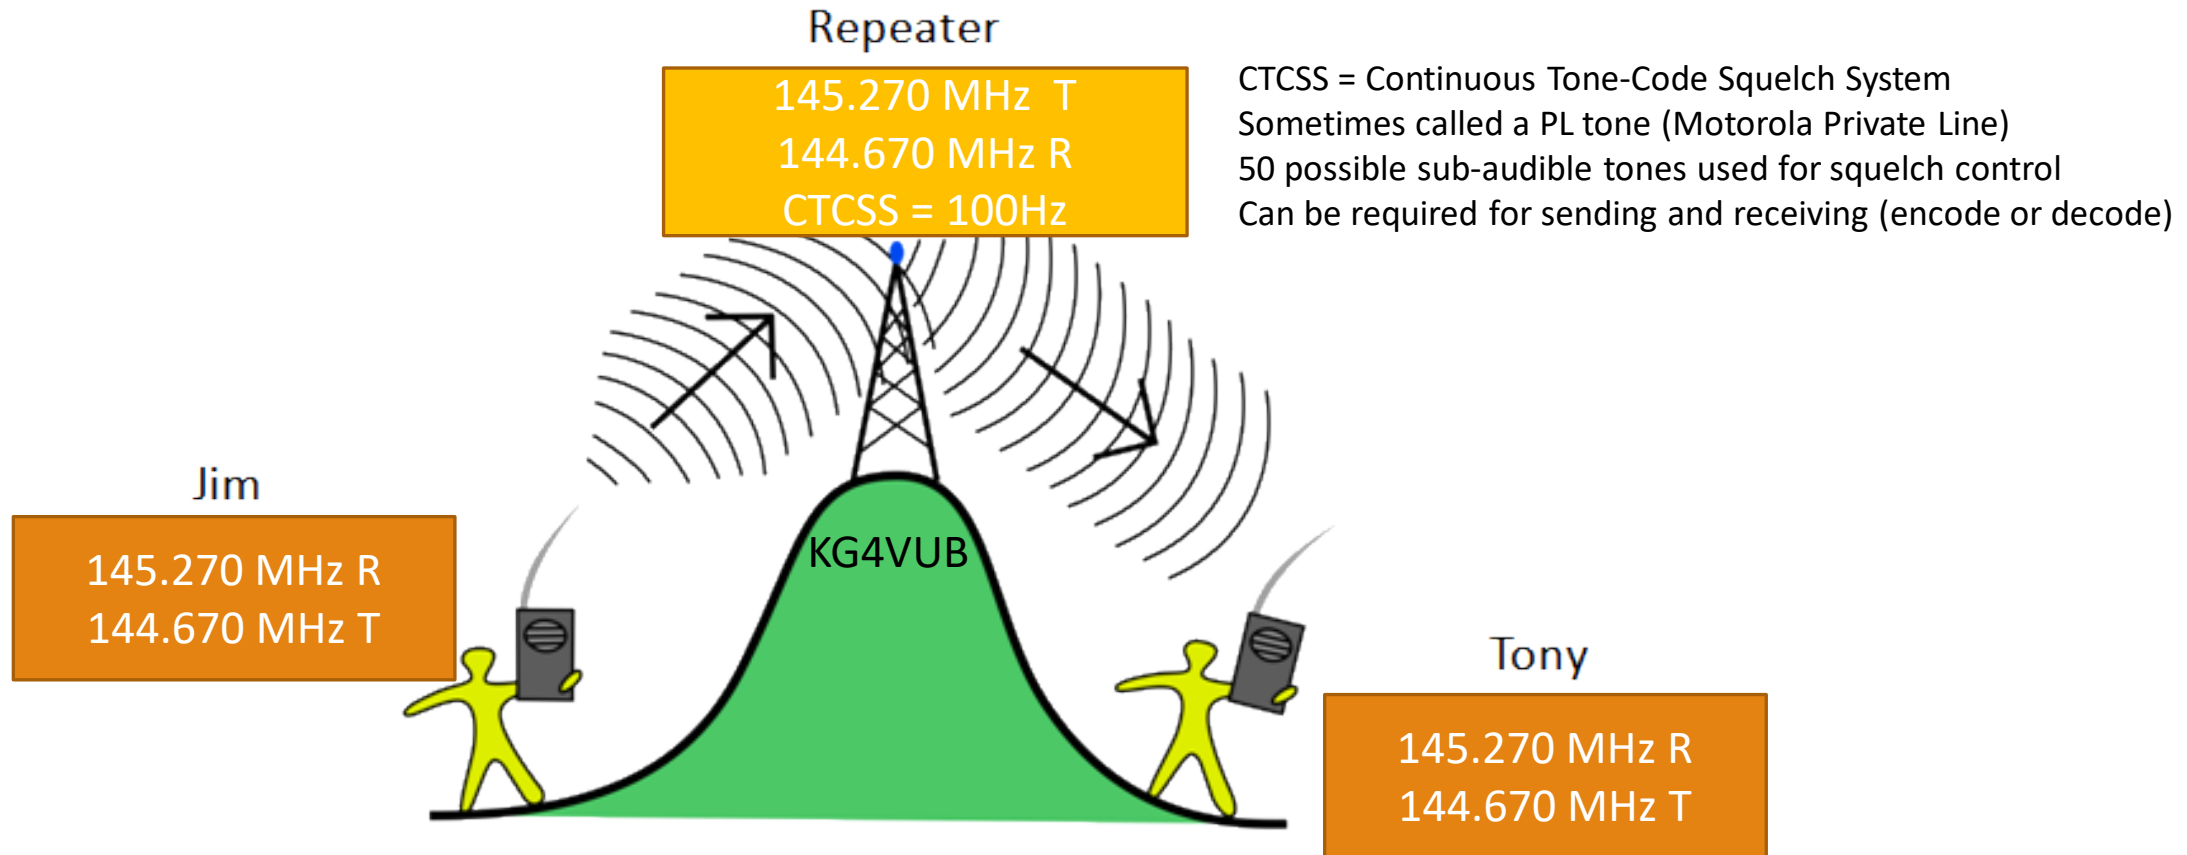 Repeater
145.270 MHz T
144.670 MHz R
CTCSS = 100Hz
CTCSS = Continuous Tone-Code Squelch System
Sometimes called a PL tone (Motorola Private Line)
50 possible sub-audible tones used for squelch control
Can be required for sending and receiving (encode or decode)
Jim
145.270 MHz R
144.670 MHz T
KG4VUB
Tony
145.270 MHz R
144.670 MHz T